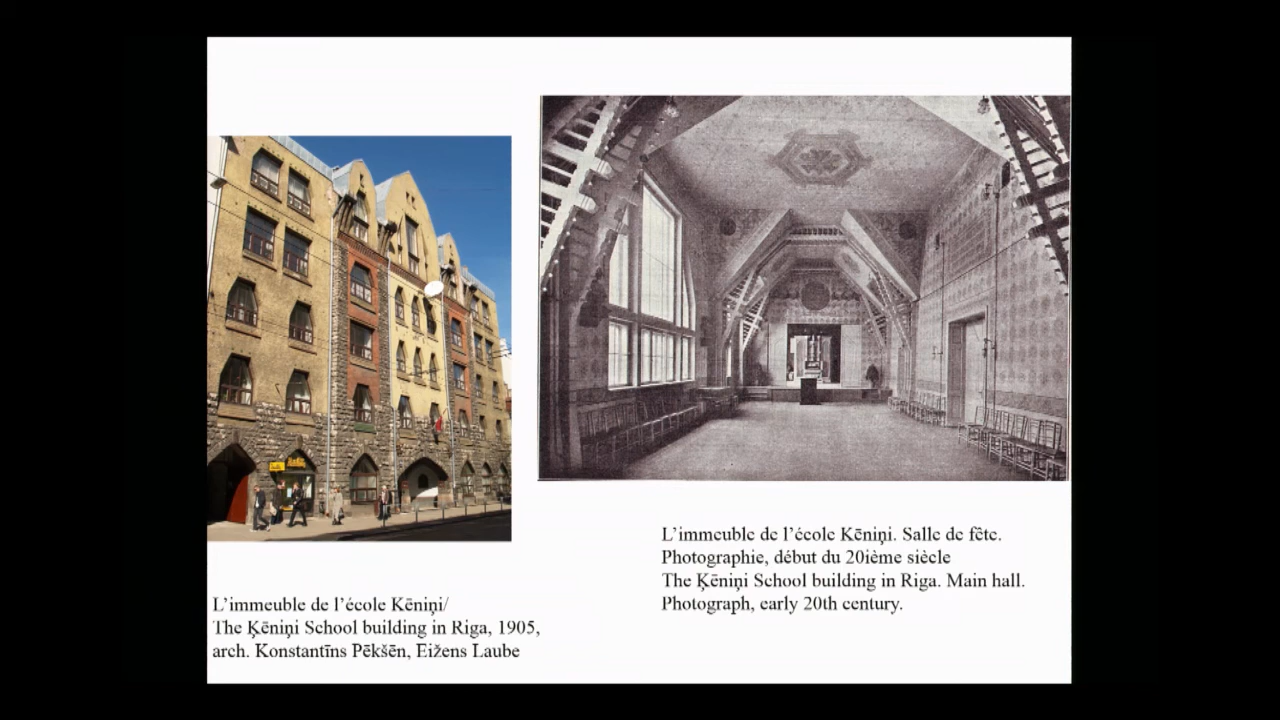 L'immeuble de l'école Kēniņi/
The Ķēniņi School building in Riga, 1905,
arch. Konstantīns Pēkšēn, Eižens Laube
L'immeuble de l'école Kēniņi. Salle de fête.
Photographie, début du 20ième siècle
The Ķēniņi School building in Riga. Main hall.
Photograph, early 20th century.